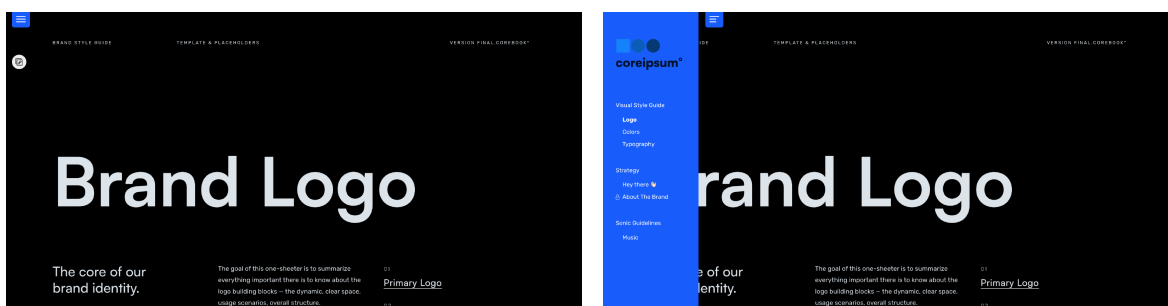 BRAND STYLE GUIDE
TEMPLATE & PLACEHOLDERS
VERSION FINAL COREBOOK°
Brand Logo
The core of our
brand identity.
The goal of this one-sheeter is to summarize
everything important there is to know about the
logo building blocks – the dynamic, clear space,
usage scenarios, overall structure.
01
Primary Logo
coreipsum°
Visual Style Guide
Logo
Colors
Typography
Strategy
Hey there 👋
About The Brand
Sonic Guidelines
Music
IDE
TEMPLATE & PLACEHOLDERS
VERSION FINAL COREBOOK°
rand Logo
e of our
dentity.
The goal of this one-sheeter is to summarize
everything important there is to know about the
logo building blocks – the dynamic, clear space,
usage scenarios, overall structure.
01
Primary Logo